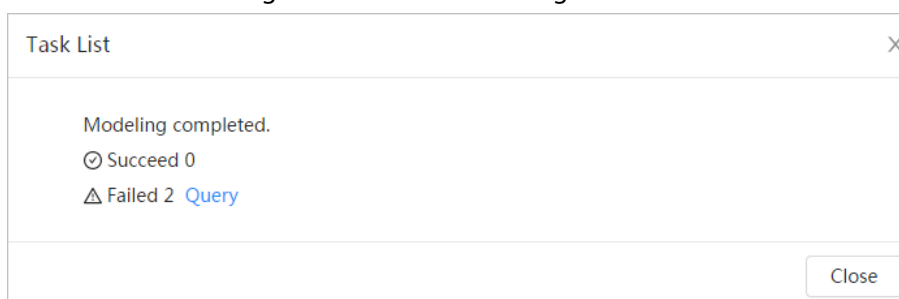 Task List
Modeling completed.
Succeed 0
Failed 2 Query
Close